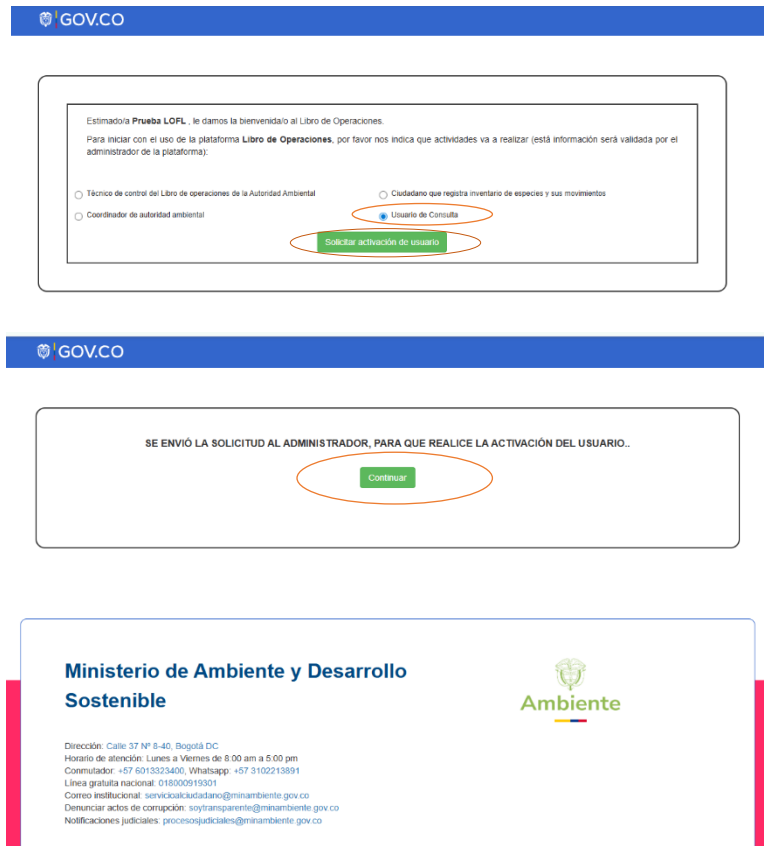 GOV.CO
Estimado/a Prueba LOFL , le damos la bienvenida/o al Libro de Operaciones.
Para iniciar con el uso de la plataforma Libro de Operaciones, por favor nos indica que actividades va a realizar (está información será validada por el
administrador de la plataforma):
Técnico de control del Libro de operaciones de la Autoridad Ambiental
Ciudadano que registra inventario de especies y sus movimientos
Coordinador de autoridad ambiental
Usuario de Consulta
Solicitar activación de usuario
GOV.CO
SE ENVIÓ LA SOLICITUD AL ADMINISTRADOR, PARA QUE REALICE LA ACTIVACIÓN DEL USUARIO..
Continuar
Ministerio de Ambiente y Desarrollo
Sostenible
Ambiente
Dirección: Calle 37 Nº 8-40, Bogotá DC
Horario de atención: Lunes a Viernes de 8:00 am a 5:00 pm
Conmutador: +57 6013323400, Whatsapp: +57 3102213891
Línea gratuita nacional: 018000919301
Correo institucional: servicioalciudadano@minambiente.gov.co
Denunciar actos de corrupción: soytransparente@minambiente.gov.co
Notificaciones judiciales: procesosjudiciales@minambiente.gov.co